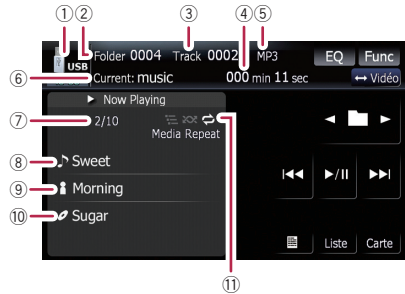 ① ② ③ ④ ⑤
USB Folder 0004 Track 0002 MP3 EQ Func
⑥ Current: music 000 min 11 sec ↔ Vidéo
▶ Now Playing
⑦ 2/10
Media Repeat
⑧ Sweet
⑨ Morning
⑩ Sugar
Liste Carte
⑪